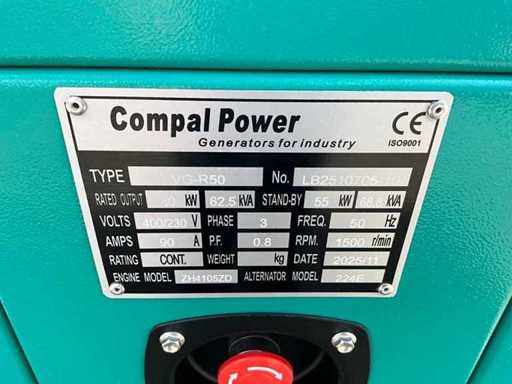 Compal Power
CE
Generators for industry
ISO9001
TYPE VG-R50 No.
RATED OUTPUT kW 62.5 kVA STAND-BY 55 kW kVA
VOLTS 400/230 V PHASE 3 FREQ. 50 Hz
AMPS 90 A P.F. 0.8 RPM. 1500 r/min
RATING CONT. WEIGHT kg DATE 2025/11
ENGINE MODEL ZH4105ZD ALTERNATOR MODEL 224E